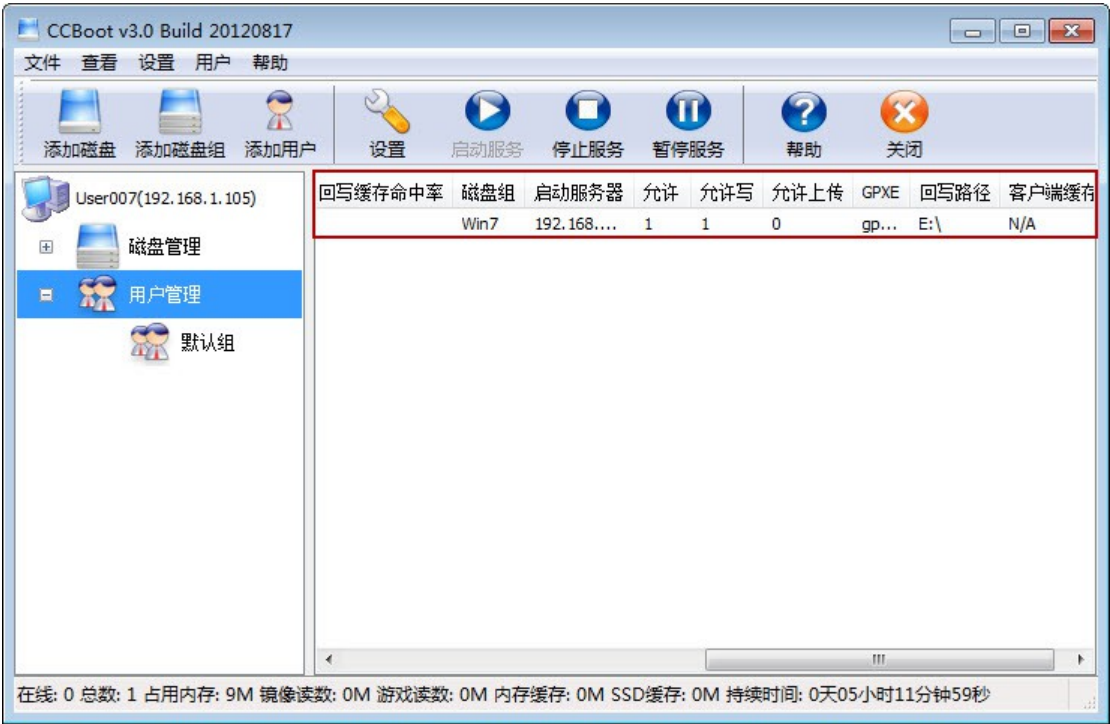 CCBoot v3.0 Build 20120817
文件 查看 设置 用户 帮助
添加磁盘 添加磁盘组 添加用户 设置 启动服务 停止服务 暂停服务 帮助 关闭
User007(192.168.1.105)
磁盘管理
用户管理
默认组
回写缓存命中率 磁盘组 启动服务器 允许 允许写 允许上传 GPXE 回写路径 客户端缓存
Win7 192.168.... 1 1 0 gp... E:\ N/A
在线: 0 总数: 1 占用内存: 9M 镜像读数: 0M 游戏读数: 0M 内存缓存: 0M SSD缓存: 0M 持续时间: 0天05小时11分钟59秒